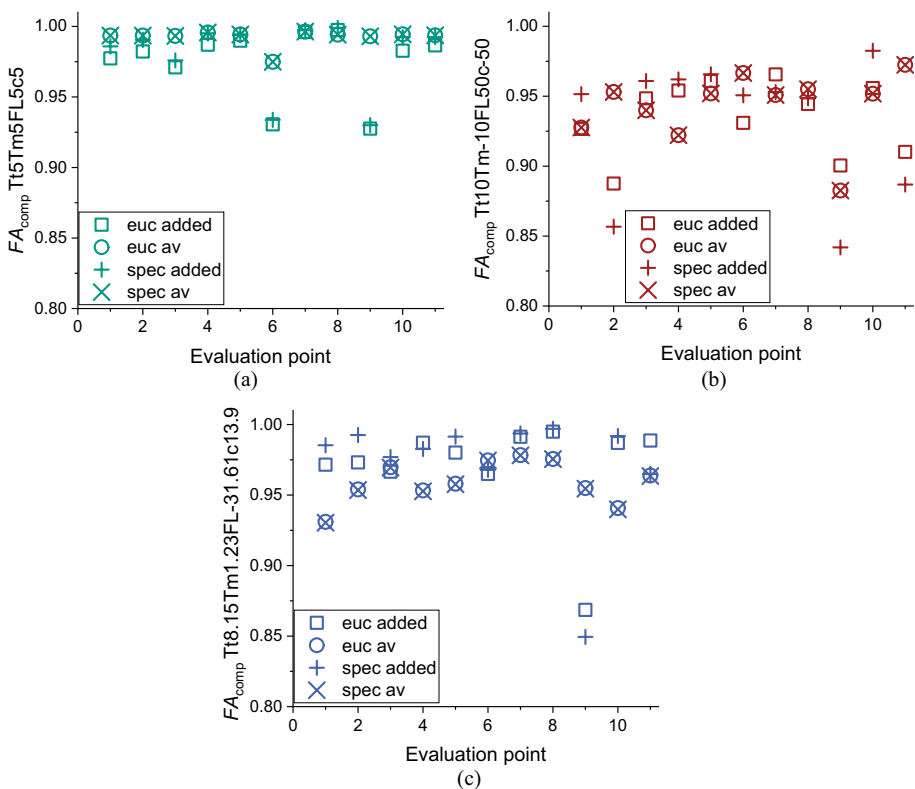 FAcomp Tt5Tm5FL5c5
1.00
0.95
0.90
0.85
0.80
euc added
euc av
spec added
spec av
0 2 4 6 8 10
Evaluation point
(a)
FAcomp Tt10Tm-10FL50c-50
1.00
0.95
0.90
0.85
0.80
euc added
euc av
spec added
spec av
0 2 4 6 8 10
Evaluation point
(b)
FAcomp Tt8.15Tm1.23FL-31.61c13.9
1.00
0.95
0.90
0.85
0.80
euc added
euc av
spec added
spec av
0 2 4 6 8 10
Evaluation point
(c)